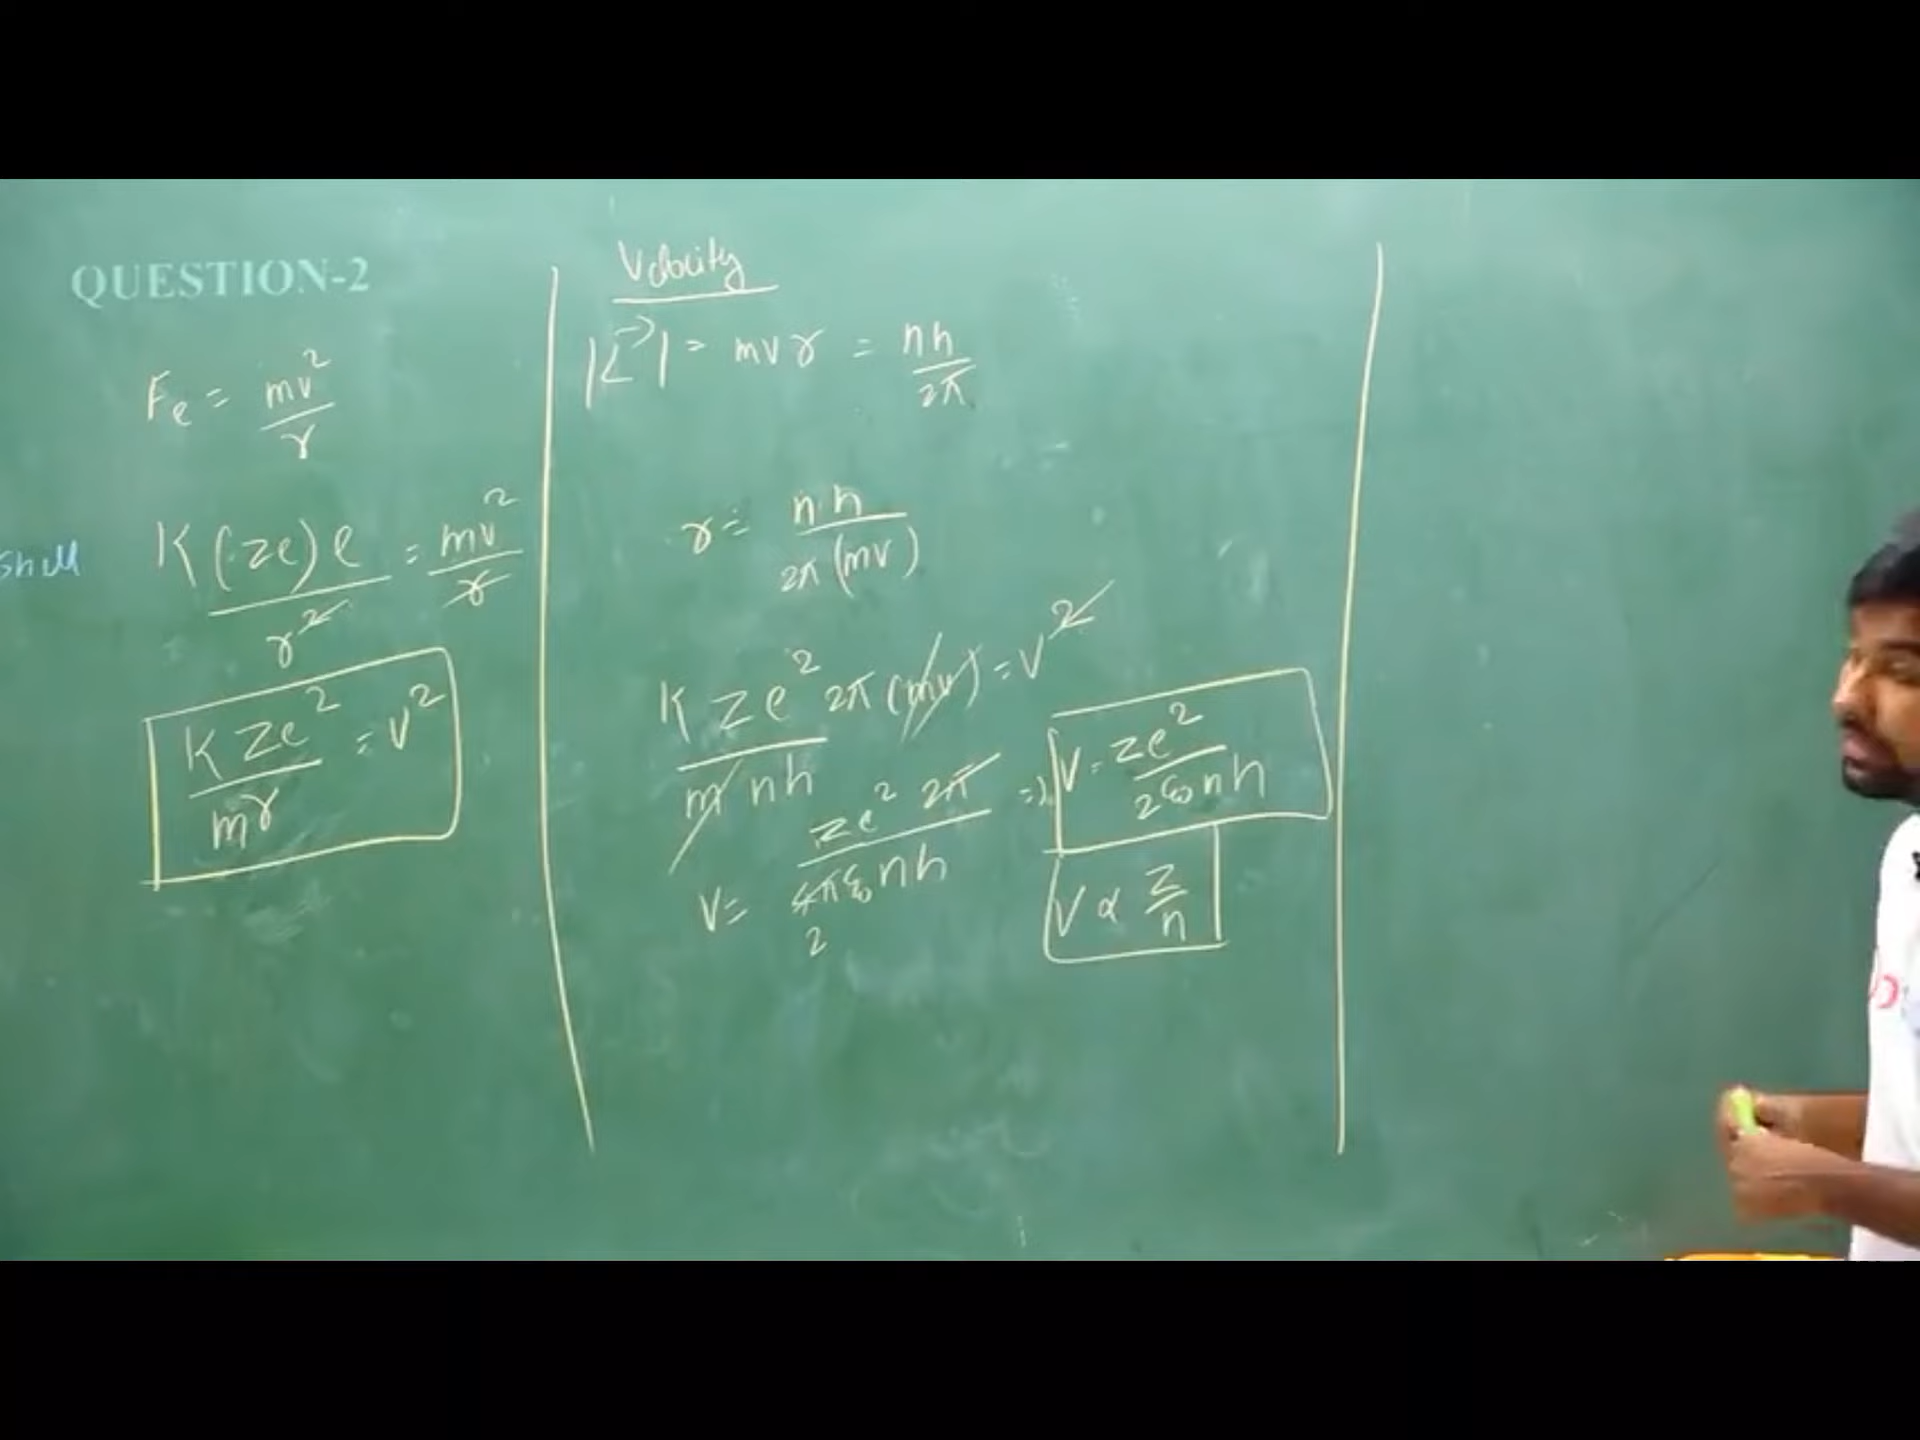 QUESTION-2
Fe = mv²/r
Shell
K(ze)e/r² = mv²/r
KZe²/mr = v²
Velocity
|L⃗| = mvr = nh/2π
r = n.h/2π(mv)
KZe² 2π(mv)/m nh = v²
v = Ze² 2π/4πε₀nh
2
=> V = Ze²/2ε₀nh
V ∝ Z/n